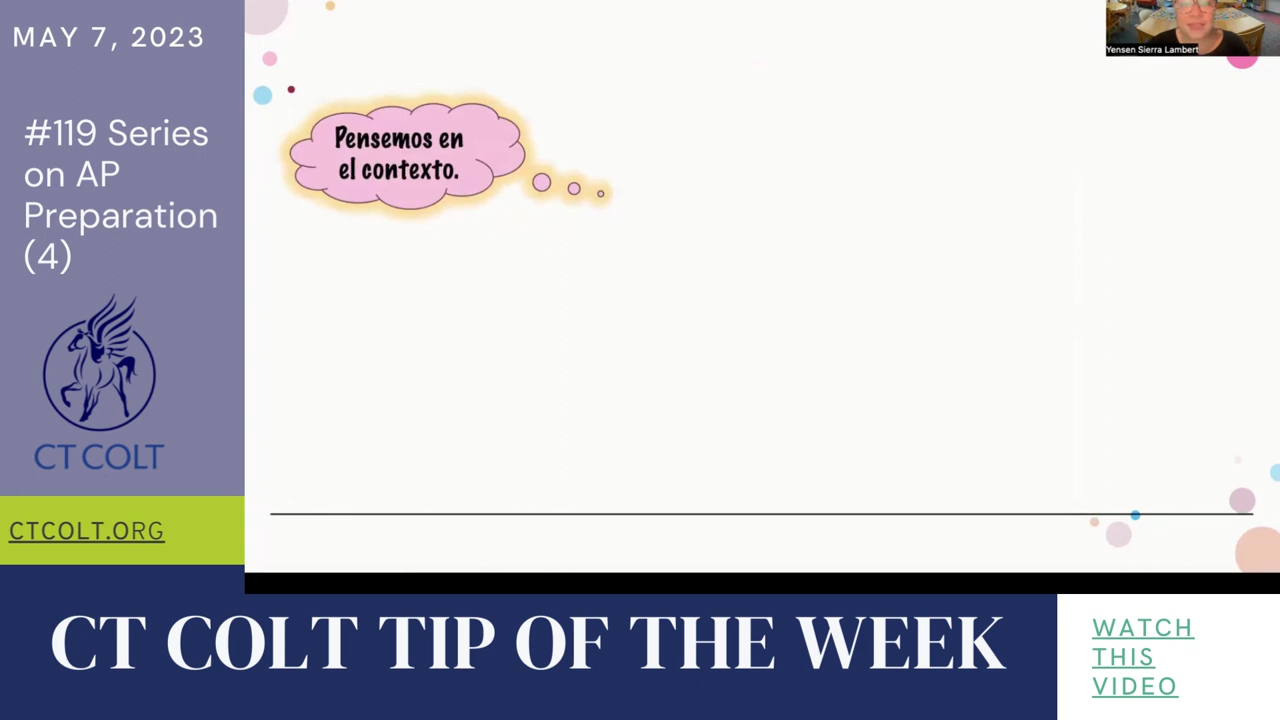 MAY 7, 2023
#119 Series
on AP
Preparation
(4)
CT COLT
CTCOLT.ORG
Pensemos en
el contexto.
Yensen Sierra Lambert
CT COLT TIP OF THE WEEK
WATCH
THIS
VIDEO